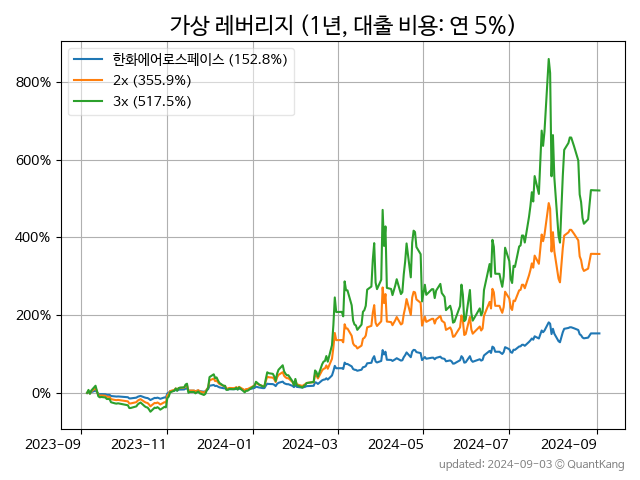 가상 레버리지 (1년, 대출 비용: 연 5%)
한화에어로스페이스 (152.8%)
2x (355.9%)
3x (517.5%)
800%
600%
400%
200%
0%
2023-09
2023-11
2024-01
2024-03
2024-05
2024-07
2024-09
updated: 2024-09-03 © QuantKang